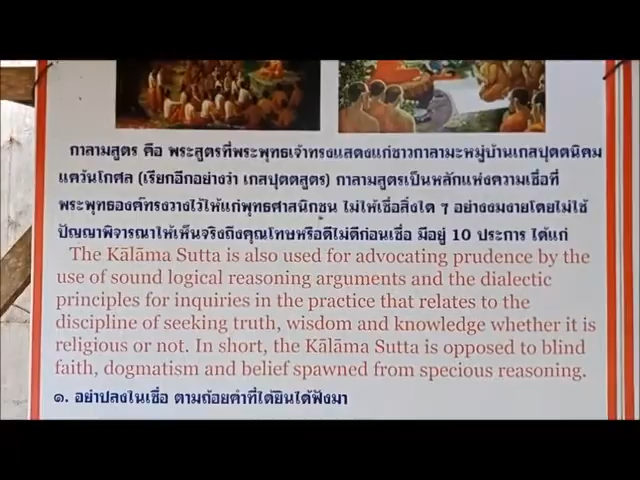 กาลามสูตร คือ พระสูตรที่พระพุทธเจ้าทรงแสดงแก่ชาวกาลามะหมู่บ้านเกสปุตตนิคม
แคว้นโกศล (เรียกอีกอย่างว่า เกสปุตตสูตร) กาลามสูตรเป็นหลักแห่งความเชื่อที่
พระพุทธองค์ทรงวางไว้ให้แก่พุทธศาสนิกชน ไม่ให้เชื่อสิ่งใด ๆ อย่างงมงายโดยไม่ใช้
ปัญญาพิจารณาให้เห็นจริงถึงคุณโทษหรือดีไม่ดีก่อนเชื่อ มีอยู่ 10 ประการ ได้แก่
The Kālāma Sutta is also used for advocating prudence by the
use of sound logical reasoning arguments and the dialectic
principles for inquiries in the practice that relates to the
discipline of seeking truth, wisdom and knowledge whether it is
religious or not. In short, the Kālāma Sutta is opposed to blind
faith, dogmatism and belief spawned from specious reasoning.
๑. อย่าปลงใจเชื่อ ตามถ้อยคำที่ได้ยินได้ฟังมา